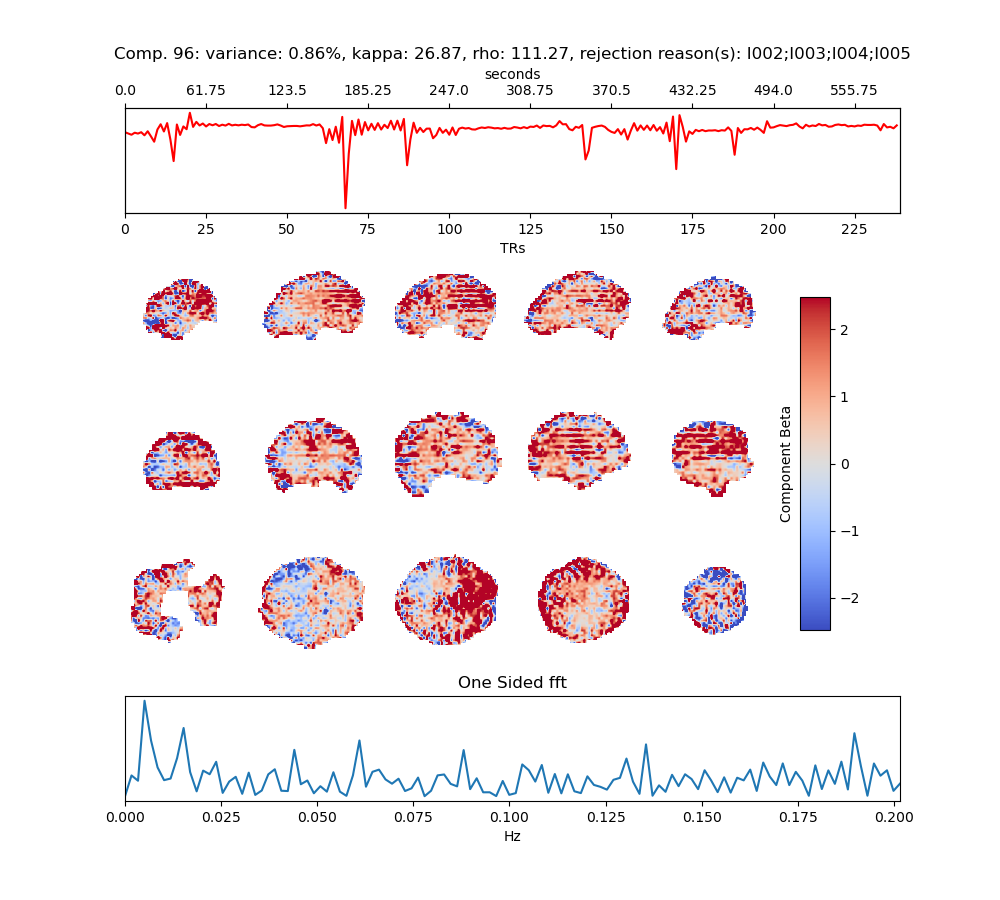 Comp. 96: variance: 0.86%, kappa: 26.87, rho: 111.27, rejection reason(s): I002;I003;I004;I005
seconds
0.0 61.75 123.5 185.25 247.0 308.75 370.5 432.25 494.0 555.75
0 25 50 75 100 125 150 175 200 225
TRs
2
1
0
−1
−2
Component Beta
One Sided fft
0.000 0.025 0.050 0.075 0.100 0.125 0.150 0.175 0.200
Hz